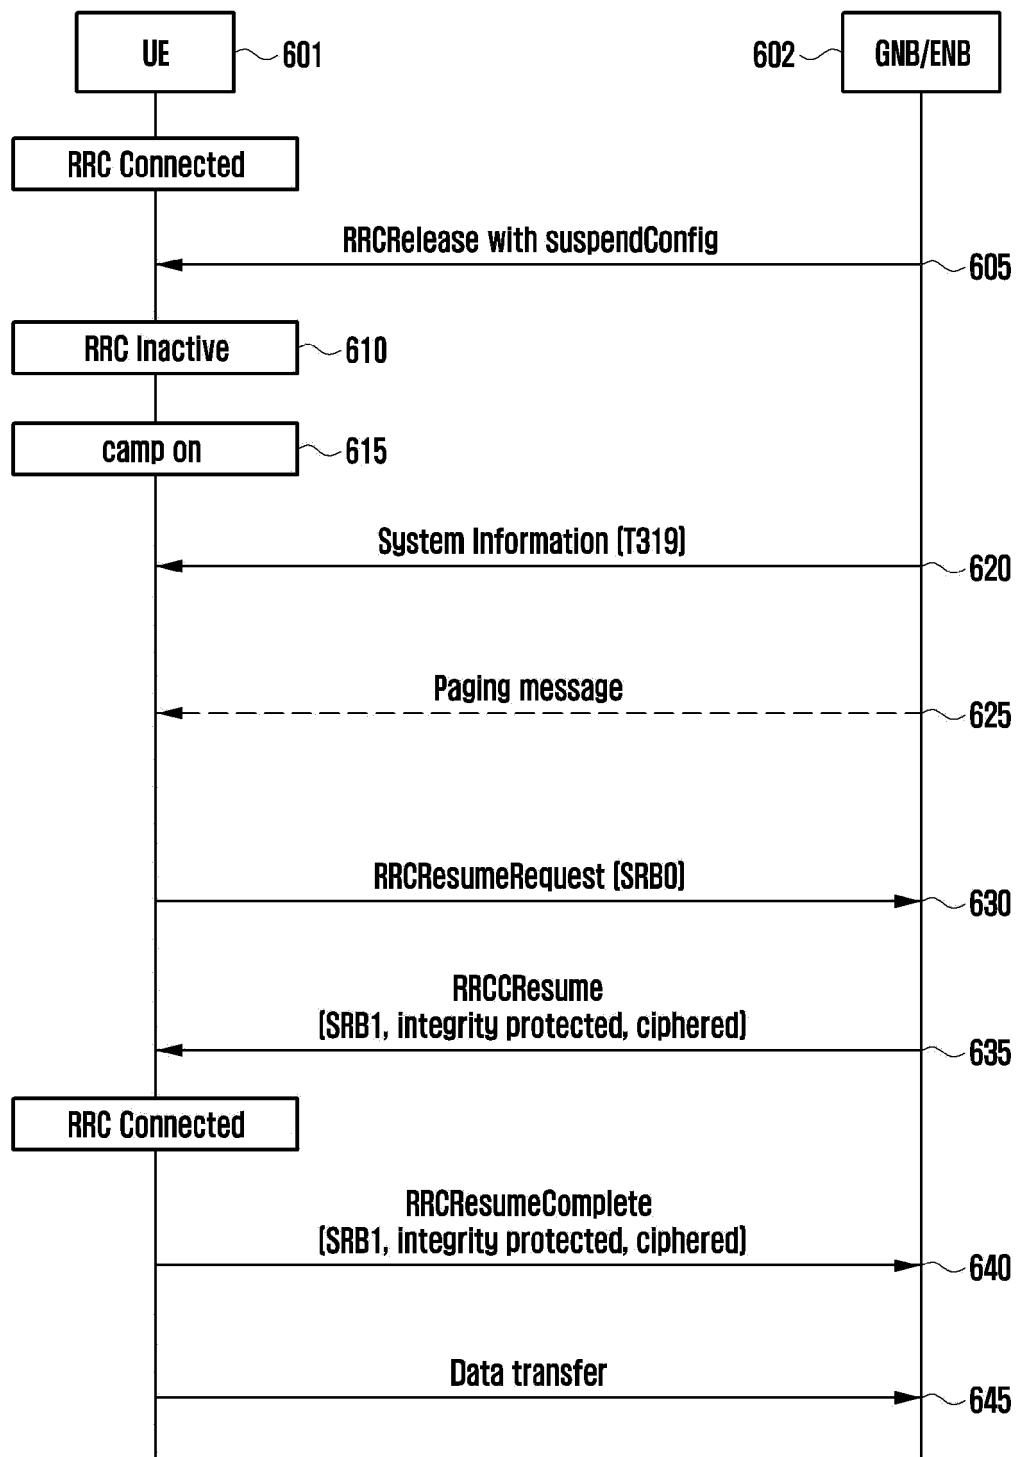 UE
601
602
GNB/ENB
RRC Connected
RRCRelease with suspendConfig
605
RRC Inactive
610
camp on
615
System Information (T319)
620
Paging message
625
RRCResumeRequest (SRB0)
630
RRCCResume
(SRB1, integrity protected, ciphered)
635
RRC Connected
RRCResumeComplete
(SRB1, integrity protected, ciphered)
640
Data transfer
645